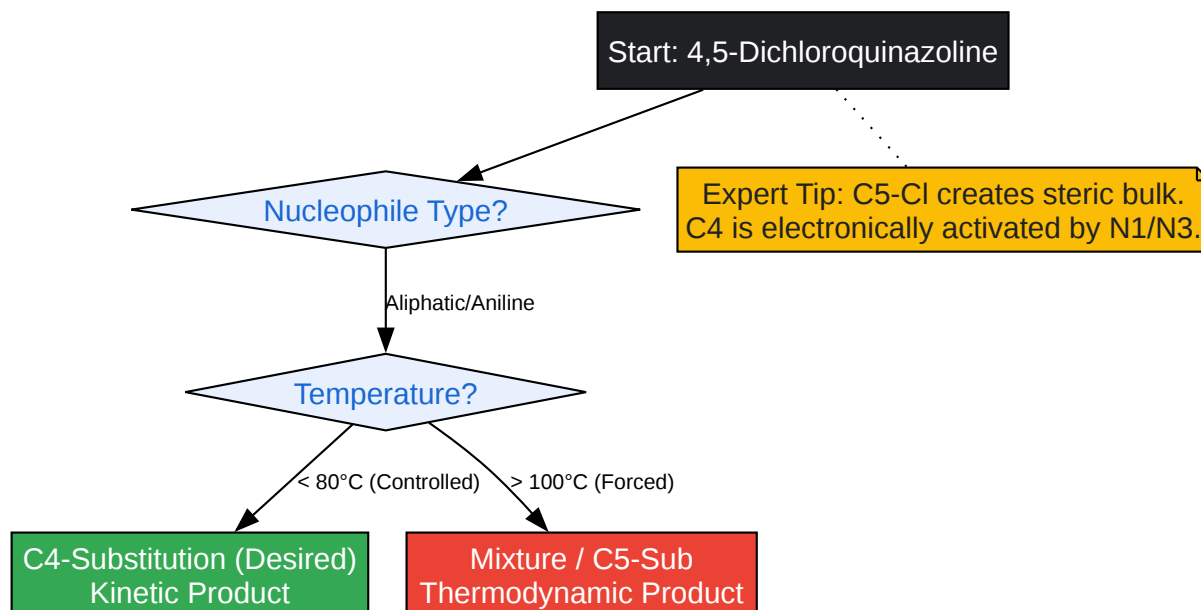 Start: 4,5-Dichloroquinazoline
Expert Tip: C5-Cl creates steric bulk.
C4 is electronically activated by N1/N3.
Nucleophile Type?
Aliphatic/Aniline
Temperature?
< 80°C (Controlled)
> 100°C (Forced)
C4-Substitution (Desired)
Kinetic Product
Mixture / C5-Sub
Thermodynamic Product